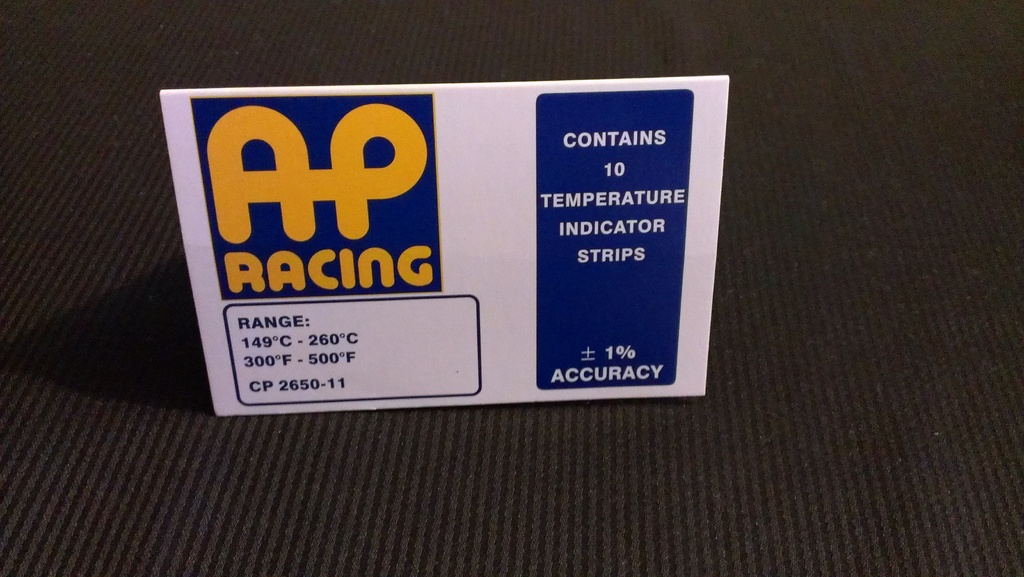 AP
RACING
RANGE:
149°C - 260°C
300°F - 500°F
CP 2650-11
CONTAINS
10
TEMPERATURE
INDICATOR
STRIPS
± 1%
ACCURACY